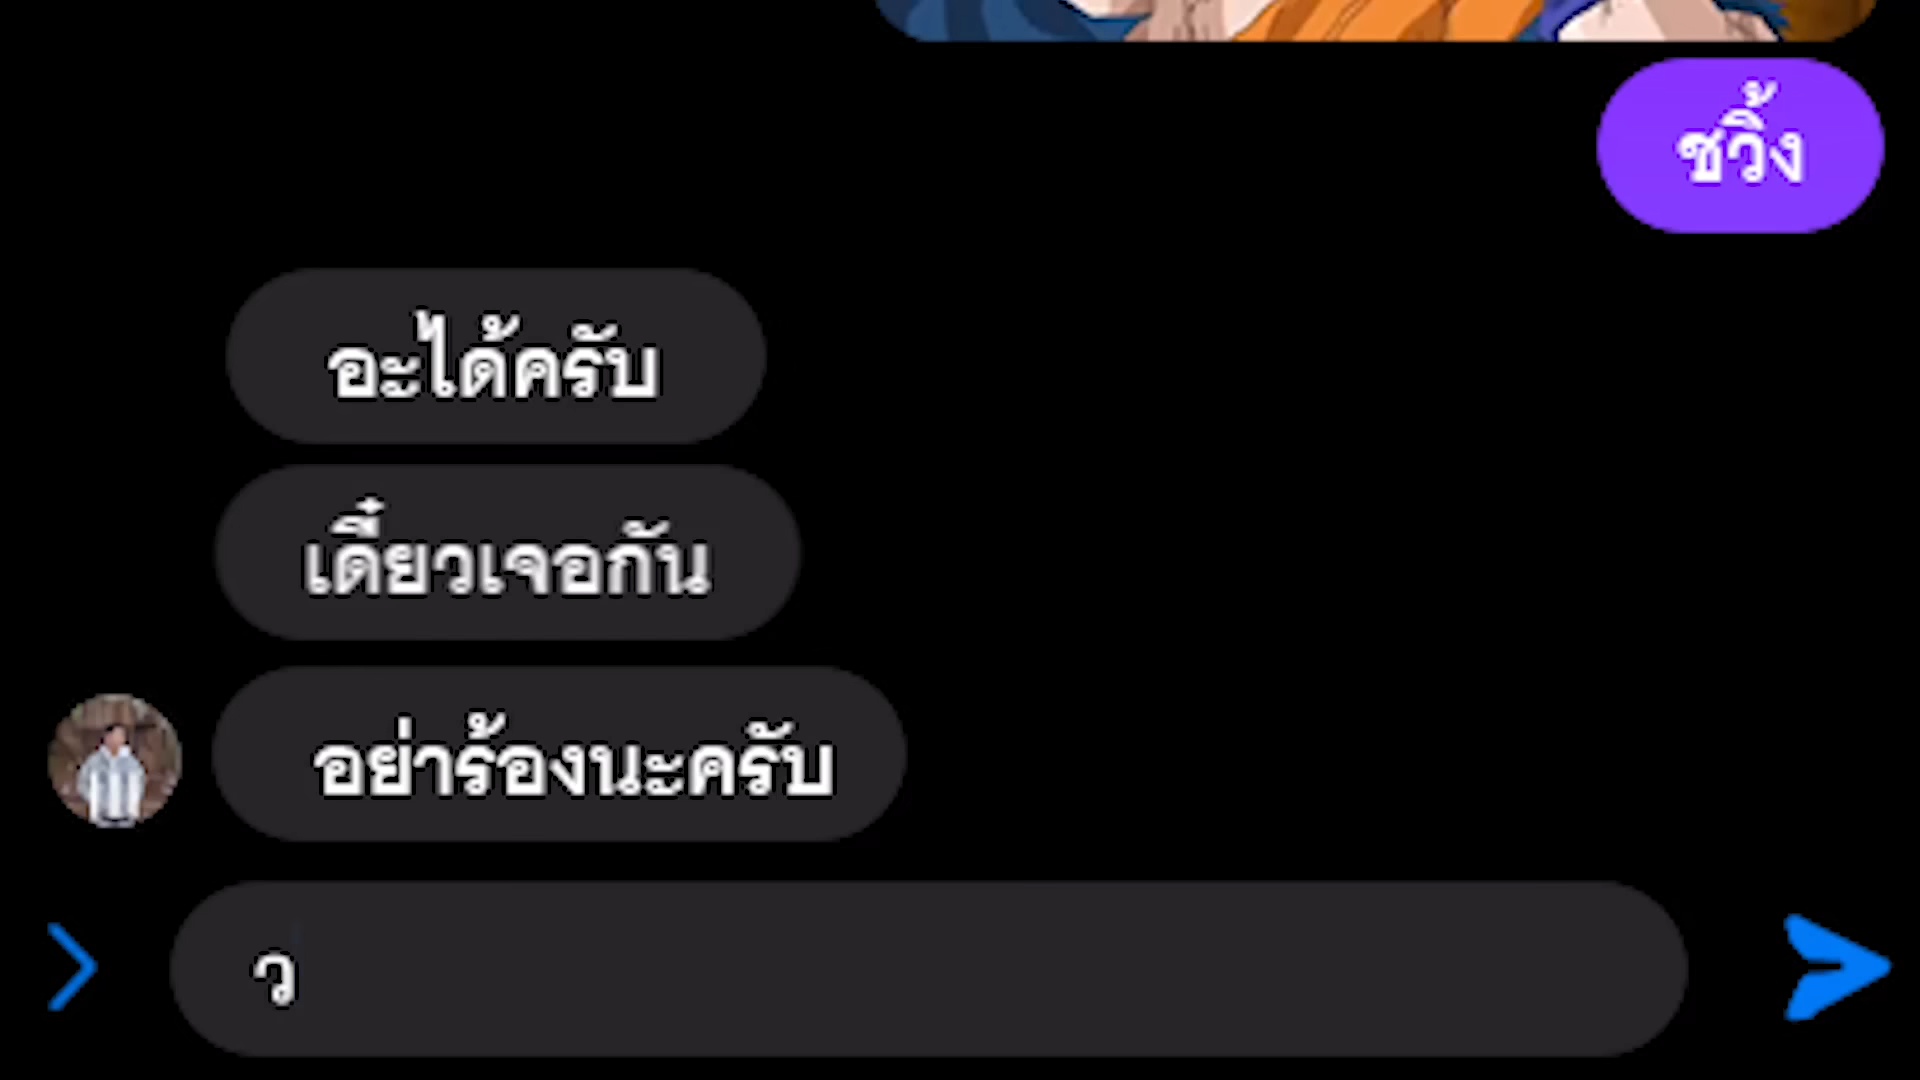 ชวิ้ง
อะได้ครับ
เดี๋ยวเจอกัน
อย่าร้องนะครับ
ว